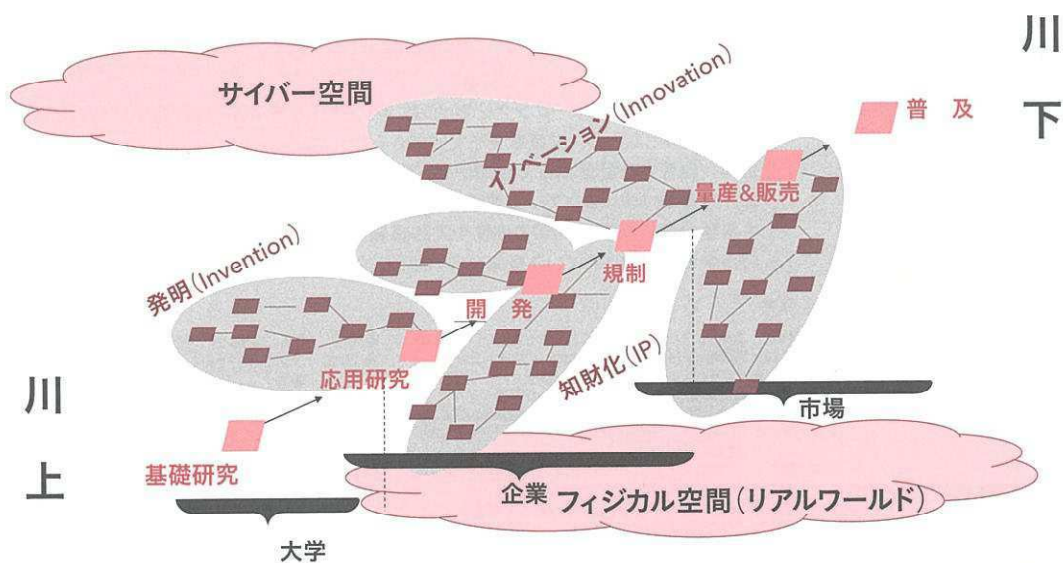 川下
サイバー空間
イノベーション(Innovation)
普 及
量産&販売
発明(Invention)
規制
開 発
知財化(IP)
応用研究
市場
川上
基礎研究
企業
フィジカル空間(リアルワールド)
大学